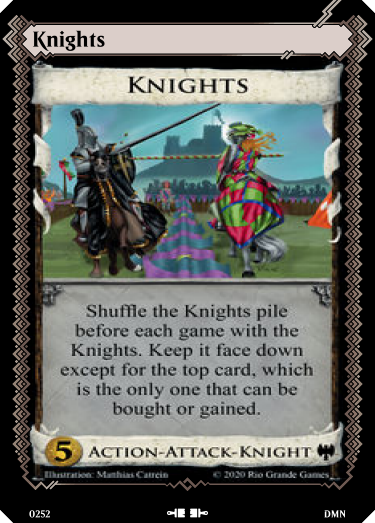 Knights
KNIGHTS
Shuffle the Knights pile
before each game with the
Knights. Keep it face down
except for the top card, which
is the only one that can be
bought or gained.
5 ACTION-ATTACK-KNIGHT
Illustration: Matthias Catrein © 2020 Rio Grande Games
0252 DMN